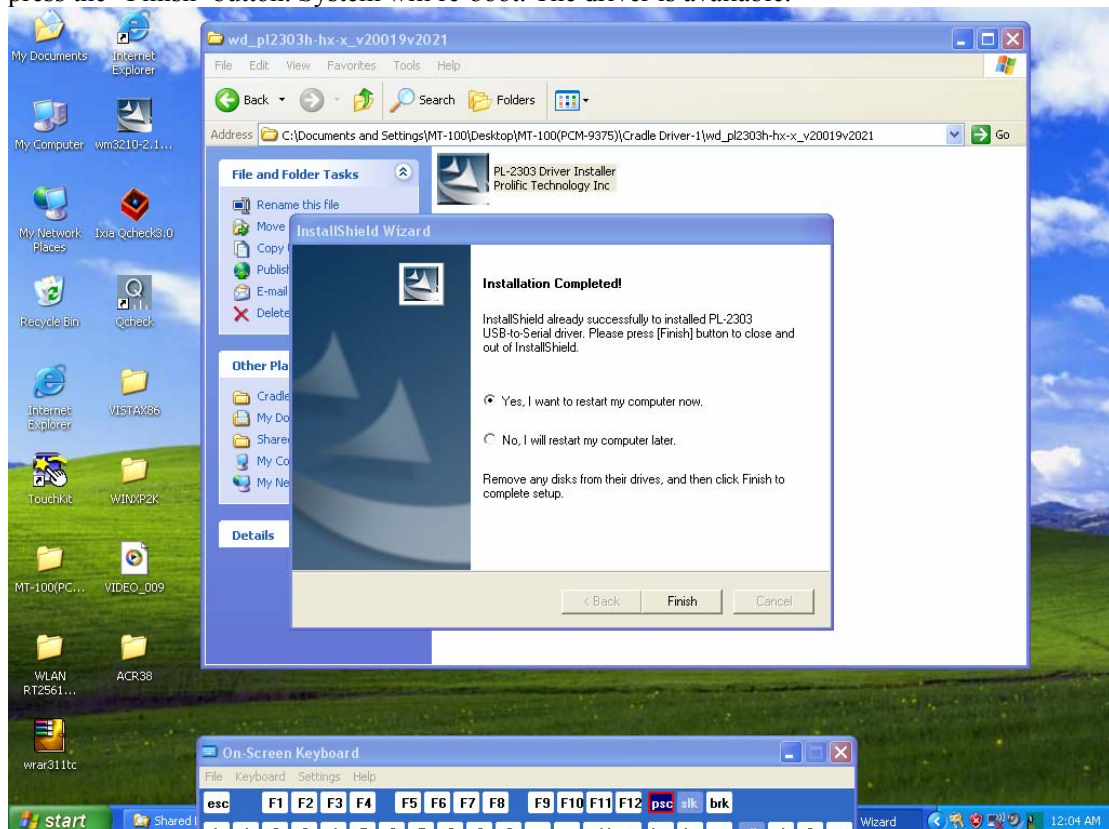 press the "Finish" button. System will re-boot. The driver is available.
My Documents
Internet
Explorer
My Computer
wm3210-2.1...
My Network
Places
Ixia Qcheck3.0
Recycle Bin
Qcheck
Internet
Explorer
VISTAX86
Touchkit
WINXP2K
MT-100(PC...
VIDEO_009
WLAN
RT2561...
ACR38
wrar311tc
wd_pl2303h-hx-x_v20019v2021
File Edit View Favorites Tools Help
Back Search Folders
Address C:\Documents and Settings\MT-100\Desktop\MT-100(PCM-9375)\Cradle Driver-1\wd_pl2303h-hx-x_v20019v2021 Go
File and Folder Tasks
Rename this file
Move
Copy
Publish
E-mail
Delete
Other Pla
Cradle
My Do
Share
My Co
My Ne
Details
PL-2303 Driver Installer
Prolific Technology Inc
InstallShield Wizard
Installation Completed!
InstallShield already successfully to installed PL-2303
USB-to-Serial driver. Please press [Finish] button to close and
out of InstallShield.
Yes, I want to restart my computer now.
No, I will restart my computer later.
Remove any disks from their drives, and then click Finish to
complete setup.
< Back Finish Cancel
On-Screen Keyboard
File Keyboard Settings Help
esc F1 F2 F3 F4 F5 F6 F7 F8 F9 F10 F11 F12 psc slk brk
start Shared Wizard 12:04 AM